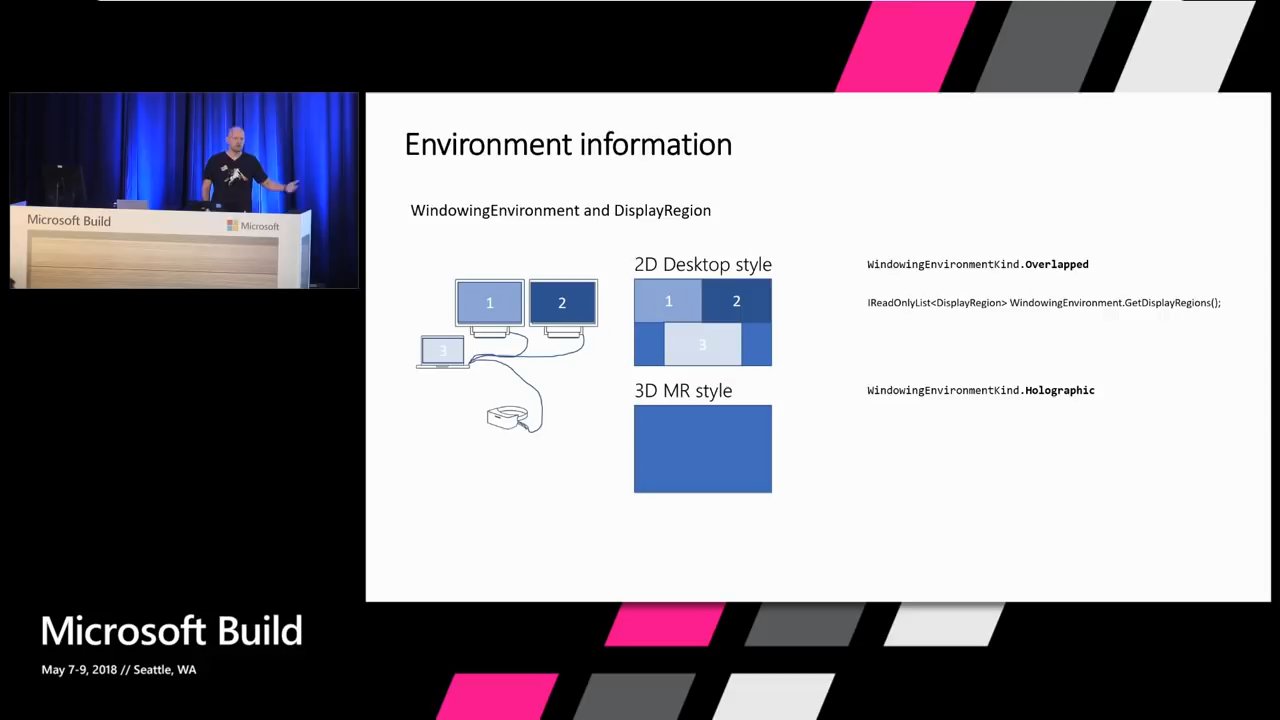 Environment information
WindowingEnvironment and DisplayRegion
2D Desktop style
WindowingEnvironmentKind.Overlapped
IReadOnlyList<DisplayRegion> WindowingEnvironment.GetDisplayRegions();
1
2
3
1
2
3
3D MR style
WindowingEnvironmentKind.Holographic
Microsoft Build
Microsoft
Microsoft Build
May 7-9, 2018 // Seattle, WA